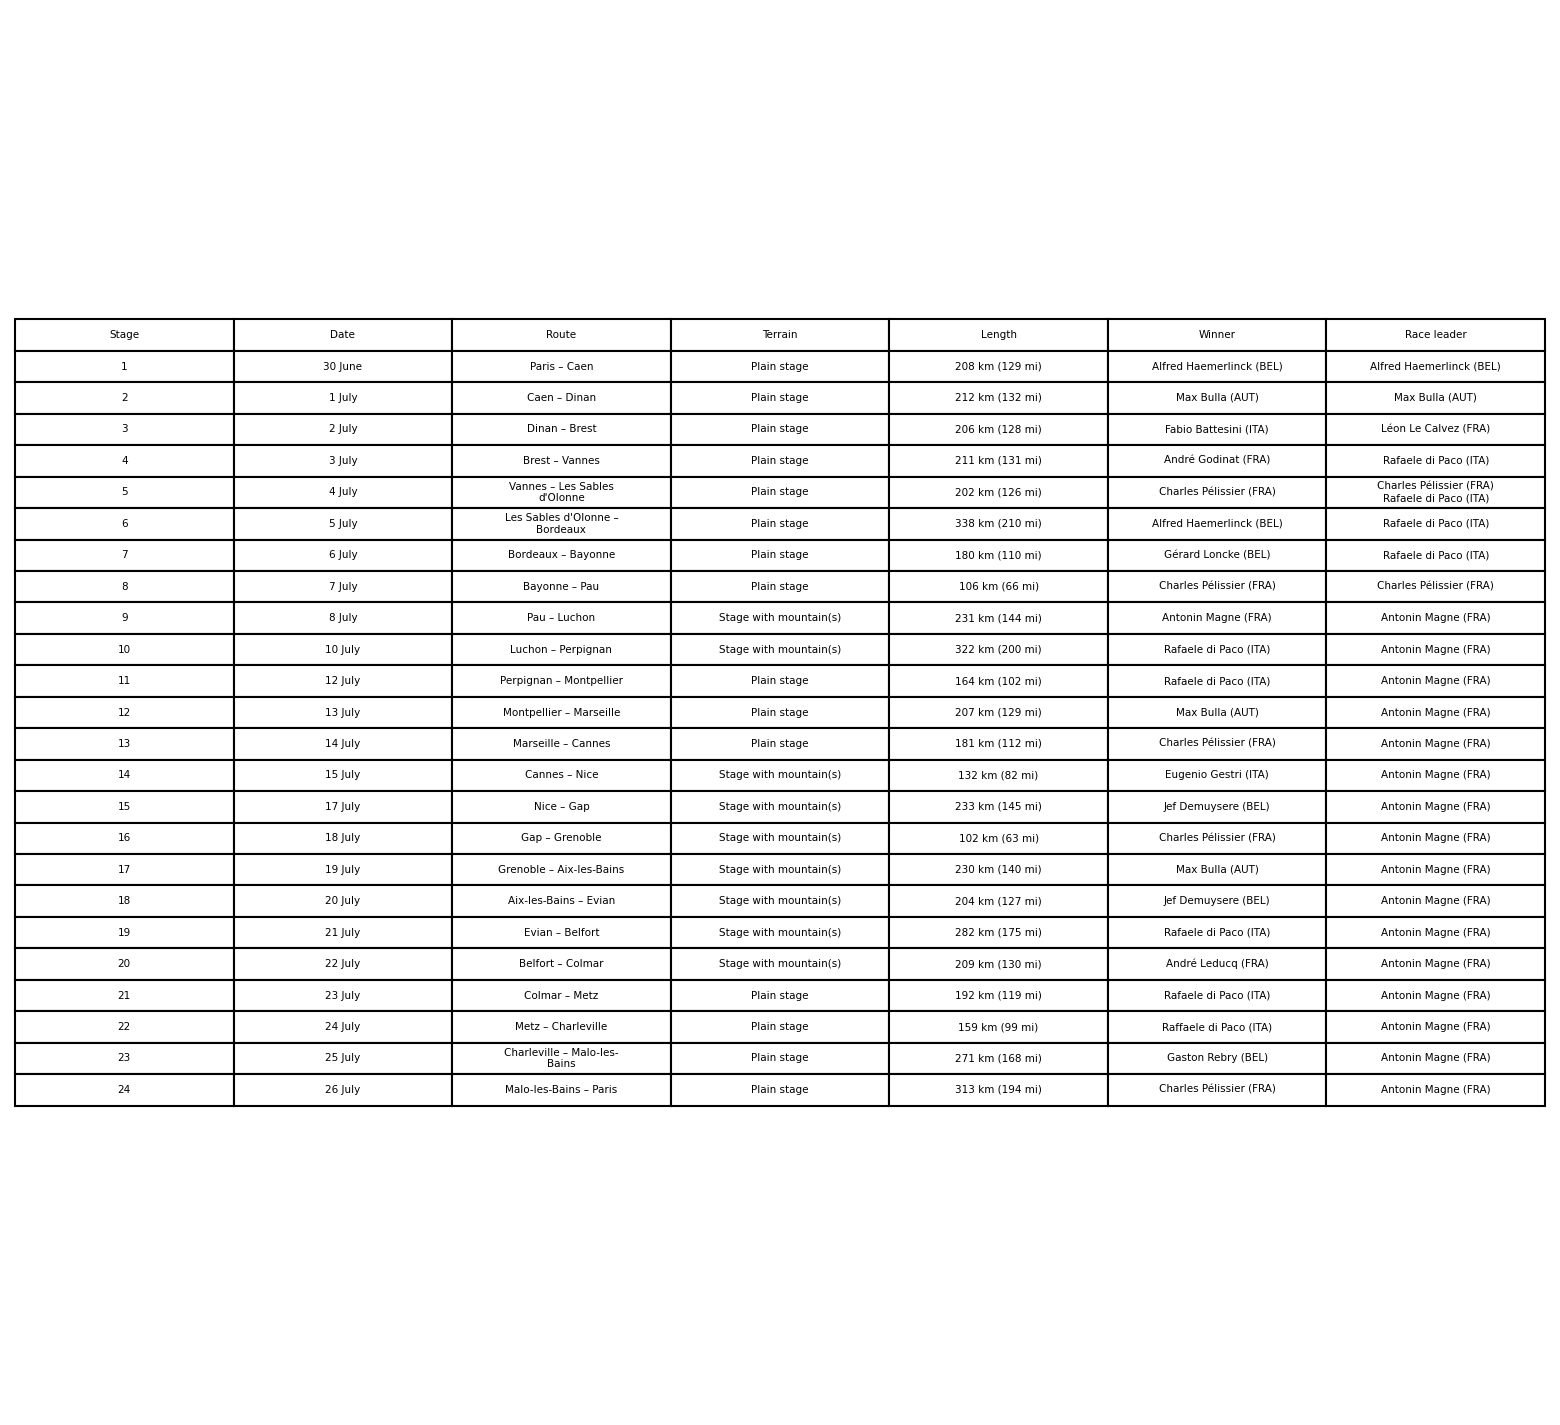 Stage Date Route Terrain Length Winner Race leader
1 30 June Paris – Caen Plain stage 208 km (129 mi) Alfred Haemerlinck (BEL) Alfred Haemerlinck (BEL)
2 1 July Caen – Dinan Plain stage 212 km (132 mi) Max Bulla (AUT) Max Bulla (AUT)
3 2 July Dinan – Brest Plain stage 206 km (128 mi) Fabio Battesini (ITA) Léon Le Calvez (FRA)
4 3 July Brest – Vannes Plain stage 211 km (131 mi) André Godinat (FRA) Rafaele di Paco (ITA)
5 4 July Vannes – Les Sables
d'Olonne Plain stage 202 km (126 mi) Charles Pélissier (FRA) Charles Pélissier (FRA)
Rafaele di Paco (ITA)
6 5 July Les Sables d'Olonne –
Bordeaux Plain stage 338 km (210 mi) Alfred Haemerlinck (BEL) Rafaele di Paco (ITA)
7 6 July Bordeaux – Bayonne Plain stage 180 km (110 mi) Gérard Loncke (BEL) Rafaele di Paco (ITA)
8 7 July Bayonne – Pau Plain stage 106 km (66 mi) Charles Pélissier (FRA) Charles Pélissier (FRA)
9 8 July Pau – Luchon Stage with mountain(s) 231 km (144 mi) Antonin Magne (FRA) Antonin Magne (FRA)
10 10 July Luchon – Perpignan Stage with mountain(s) 322 km (200 mi) Rafaele di Paco (ITA) Antonin Magne (FRA)
11 12 July Perpignan – Montpellier Plain stage 164 km (102 mi) Rafaele di Paco (ITA) Antonin Magne (FRA)
12 13 July Montpellier – Marseille Plain stage 207 km (129 mi) Max Bulla (AUT) Antonin Magne (FRA)
13 14 July Marseille – Cannes Plain stage 181 km (112 mi) Charles Pélissier (FRA) Antonin Magne (FRA)
14 15 July Cannes – Nice Stage with mountain(s) 132 km (82 mi) Eugenio Gestri (ITA) Antonin Magne (FRA)
15 17 July Nice – Gap Stage with mountain(s) 233 km (145 mi) Jef Demuysere (BEL) Antonin Magne (FRA)
16 18 July Gap – Grenoble Stage with mountain(s) 102 km (63 mi) Charles Pélissier (FRA) Antonin Magne (FRA)
17 19 July Grenoble – Aix-les-Bains Stage with mountain(s) 230 km (140 mi) Max Bulla (AUT) Antonin Magne (FRA)
18 20 July Aix-les-Bains – Evian Stage with mountain(s) 204 km (127 mi) Jef Demuysere (BEL) Antonin Magne (FRA)
19 21 July Evian – Belfort Stage with mountain(s) 282 km (175 mi) Rafaele di Paco (ITA) Antonin Magne (FRA)
20 22 July Belfort – Colmar Stage with mountain(s) 209 km (130 mi) André Leducq (FRA) Antonin Magne (FRA)
21 23 July Colmar – Metz Plain stage 192 km (119 mi) Rafaele di Paco (ITA) Antonin Magne (FRA)
22 24 July Metz – Charleville Plain stage 159 km (99 mi) Raffaele di Paco (ITA) Antonin Magne (FRA)
23 25 July Charleville – Malo-les-
Bains Plain stage 271 km (168 mi) Gaston Rebry (BEL) Antonin Magne (FRA)
24 26 July Malo-les-Bains – Paris Plain stage 313 km (194 mi) Charles Pélissier (FRA) Antonin Magne (FRA)